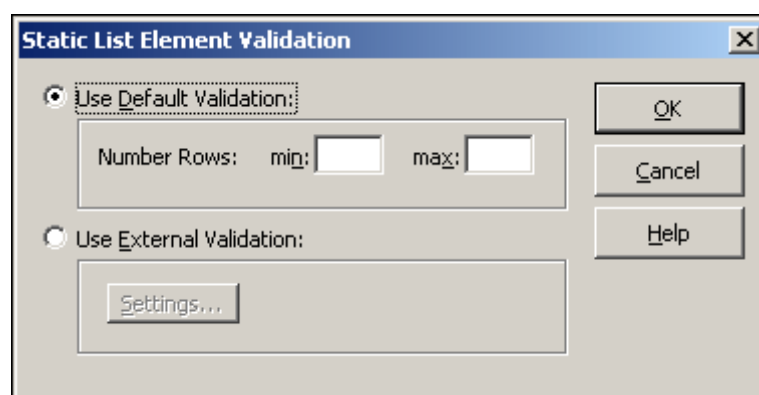 Static List Element Validation
Use Default Validation:
OK
Number Rows: min: max:
Cancel
Use External Validation:
Help
Settings...